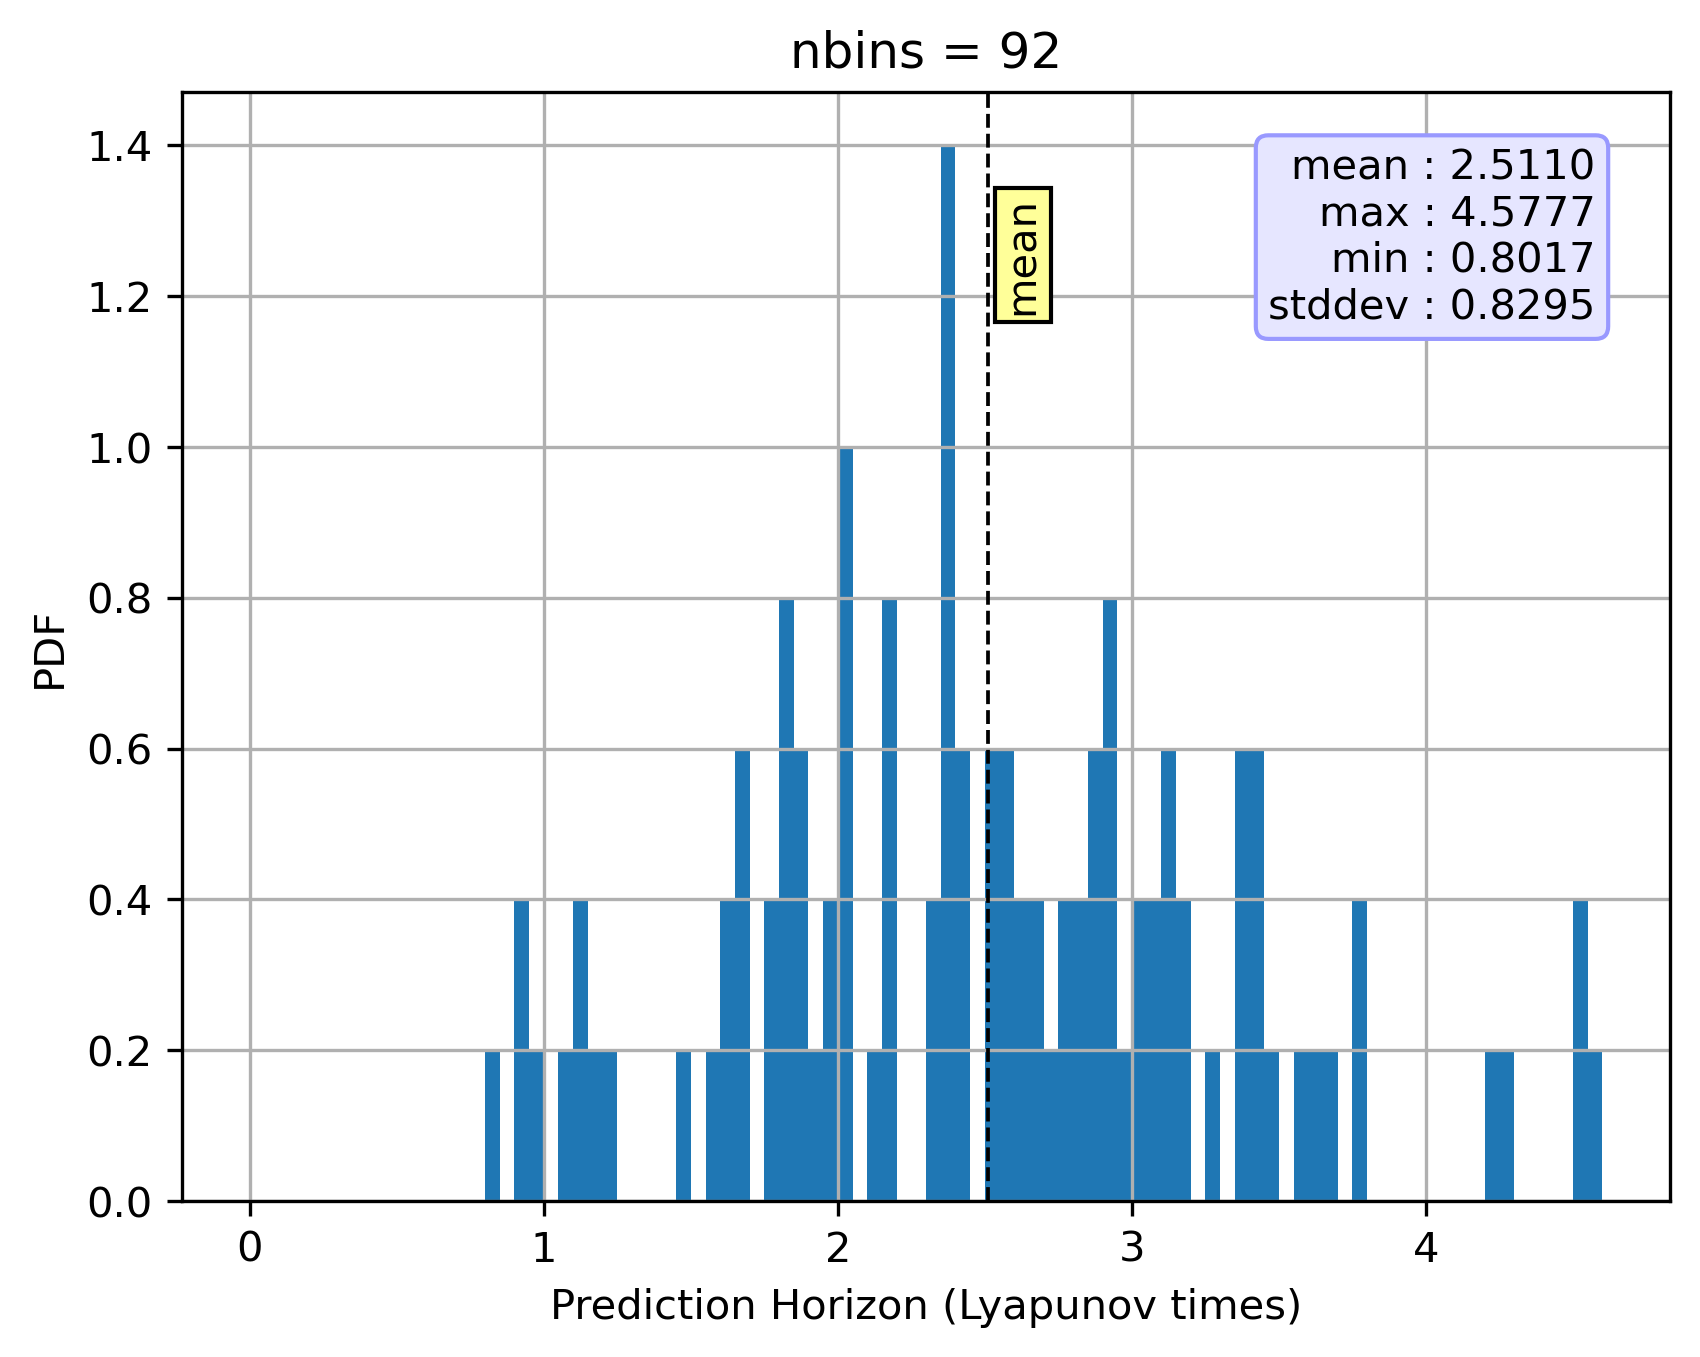 nbins = 92
mean : 2.5110
max : 4.5777
min : 0.8017
stddev : 0.8295
mean
1.4
1.2
1.0
0.8
0.6
0.4
0.2
0.0
PDF
0 1 2 3 4
Prediction Horizon (Lyapunov times)